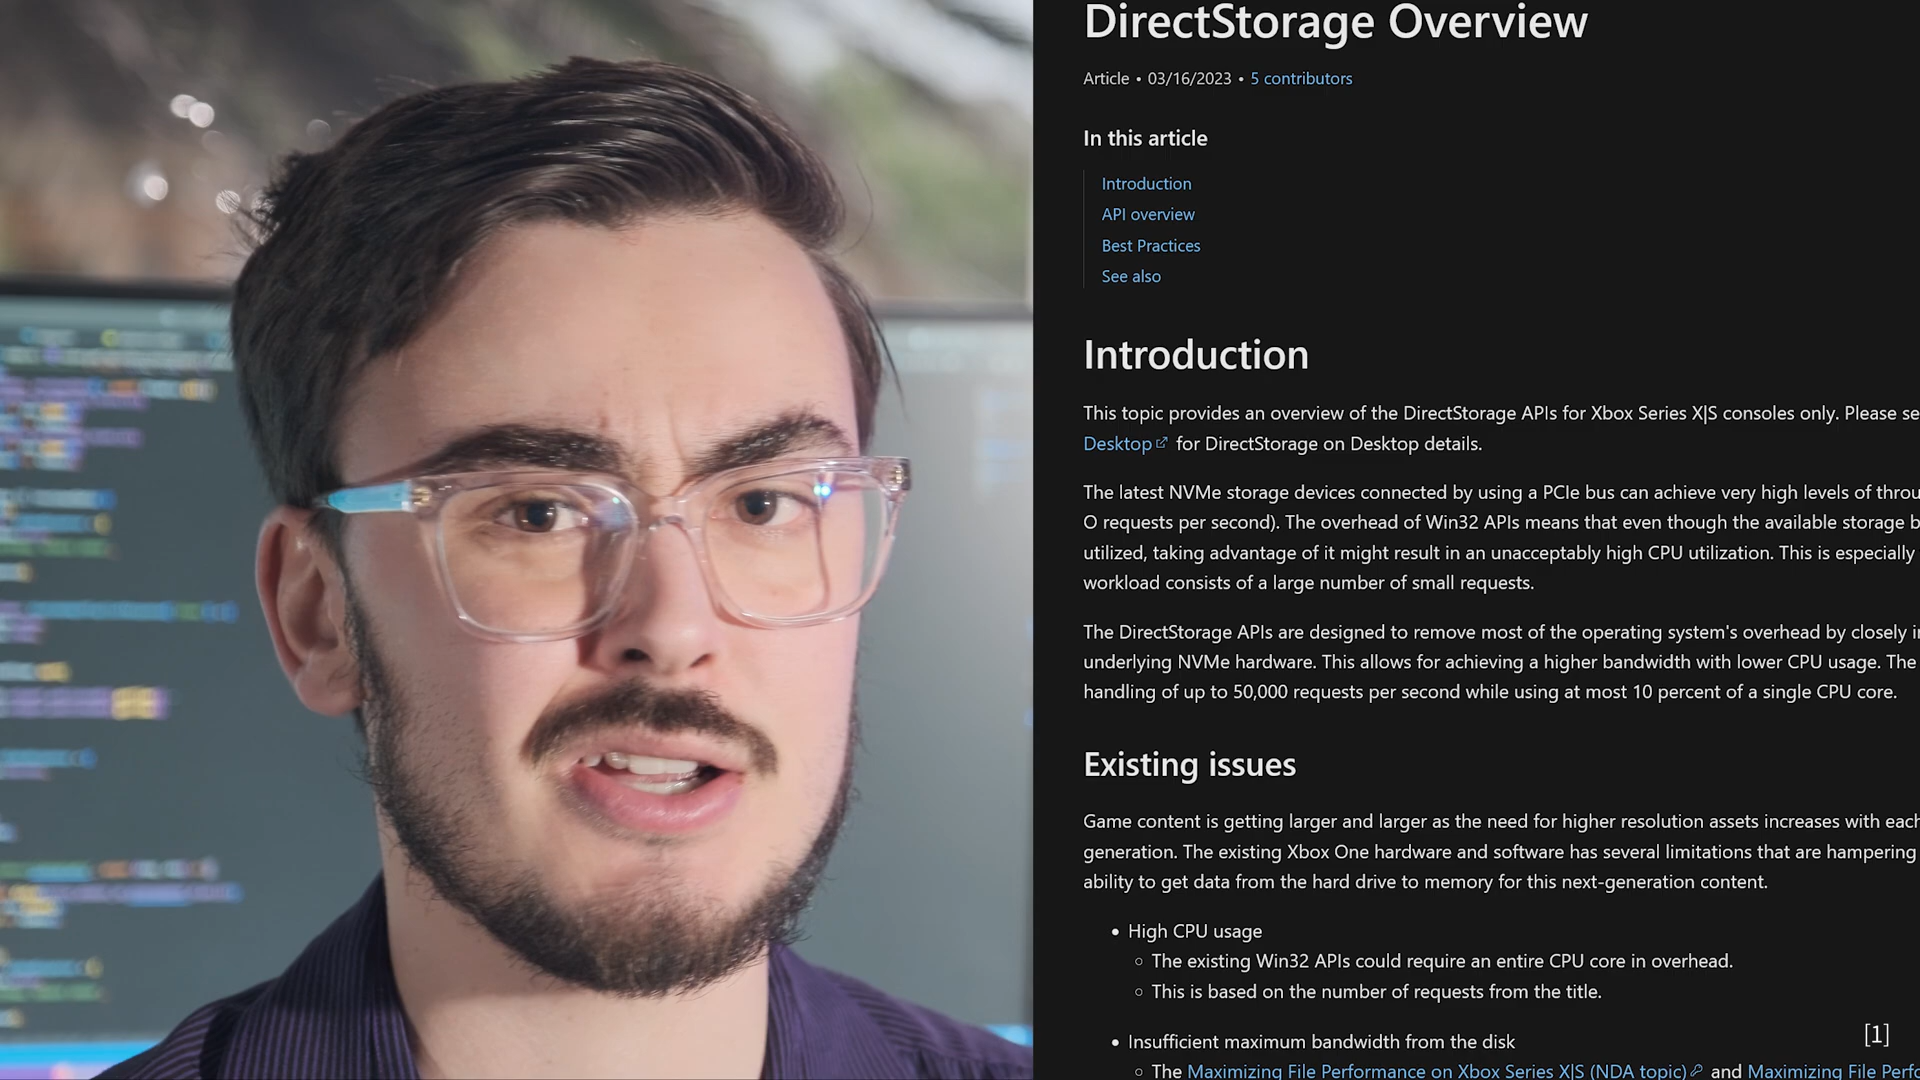 DirectStorage Overview
Article • 03/16/2023 • 5 contributors
In this article
Introduction
API overview
Best Practices
See also
Introduction
This topic provides an overview of the DirectStorage APIs for Xbox Series X|S consoles only. Please se
Desktop for DirectStorage on Desktop details.
The latest NVMe storage devices connected by using a PCIe bus can achieve very high levels of throu
O requests per second). The overhead of Win32 APIs means that even though the available storage b
utilized, taking advantage of it might result in an unacceptably high CPU utilization. This is especially
workload consists of a large number of small requests.
The DirectStorage APIs are designed to remove most of the operating system's overhead by closely i
underlying NVMe hardware. This allows for achieving a higher bandwidth with lower CPU usage. The
handling of up to 50,000 requests per second while using at most 10 percent of a single CPU core.
Existing issues
Game content is getting larger and larger as the need for higher resolution assets increases with each
generation. The existing Xbox One hardware and software has several limitations that are hampering
ability to get data from the hard drive to memory for this next-generation content.
• High CPU usage
○ The existing Win32 APIs could require an entire CPU core in overhead.
○ This is based on the number of requests from the title.
• Insufficient maximum bandwidth from the disk
○ The Maximizing File Performance on Xbox Series X|S (NDA topic) and Maximizing File Perfo
[1]